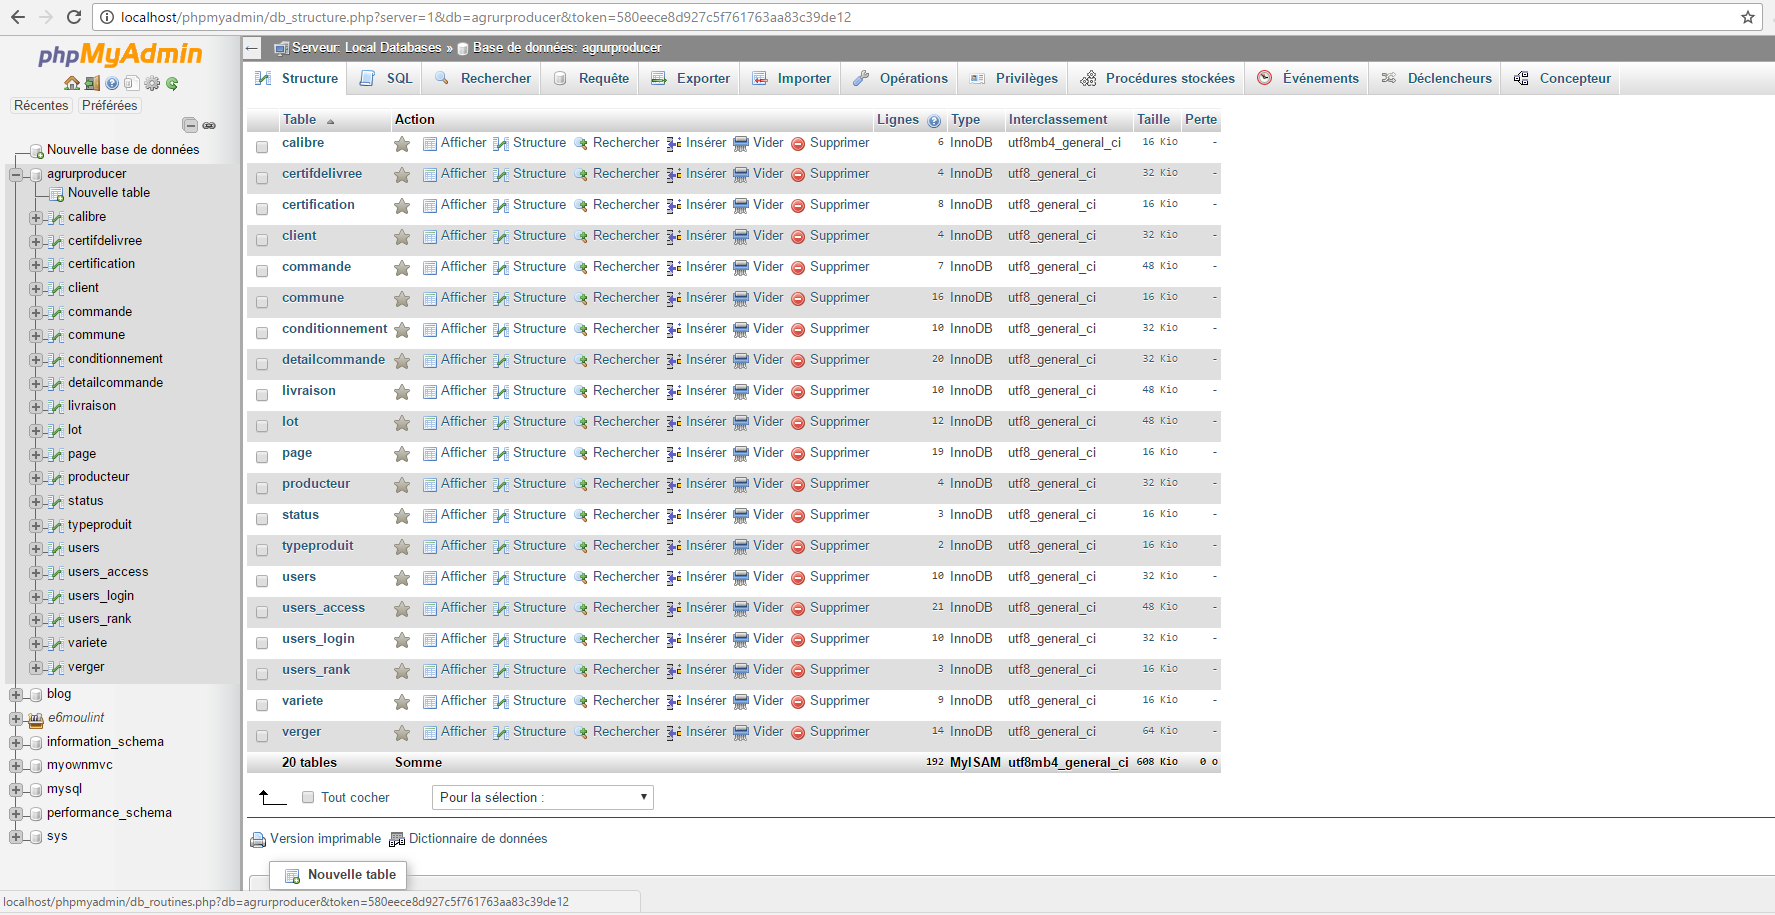 localhost/phpmyadmin/db_structure.php?server=1&db=agrurproducer&token=580eece8d927c5f761763aa83c39de12
phpMyAdmin
Récentes Préférées
Nouvelle base de données
agrurproducer
Nouvelle table
calibre
certifdelivree
certification
client
commande
commune
conditionnement
detailcommande
livraison
lot
page
producteur
status
typeproduit
users
users_access
users_login
users_rank
variete
verger
blog
e6moulint
information_schema
myownmvc
mysql
performance_schema
sys
Serveur: Local Databases » Base de données: agrurproducer
Structure SQL Rechercher Requête Exporter Importer Opérations Privilèges Procédures stockées Événements Déclencheurs Concepteur
Table Action Lignes Type Interclassement Taille Perte
calibre Afficher Structure Rechercher Insérer Vider Supprimer 6 InnoDB utf8mb4_general_ci 16 Kio -
certifdelivree Afficher Structure Rechercher Insérer Vider Supprimer 4 InnoDB utf8_general_ci 32 Kio -
certification Afficher Structure Rechercher Insérer Vider Supprimer 8 InnoDB utf8_general_ci 16 Kio -
client Afficher Structure Rechercher Insérer Vider Supprimer 4 InnoDB utf8_general_ci 32 Kio -
commande Afficher Structure Rechercher Insérer Vider Supprimer 7 InnoDB utf8_general_ci 48 Kio -
commune Afficher Structure Rechercher Insérer Vider Supprimer 16 InnoDB utf8_general_ci 16 Kio -
conditionnement Afficher Structure Rechercher Insérer Vider Supprimer 10 InnoDB utf8_general_ci 32 Kio -
detailcommande Afficher Structure Rechercher Insérer Vider Supprimer 20 InnoDB utf8_general_ci 32 Kio -
livraison Afficher Structure Rechercher Insérer Vider Supprimer 10 InnoDB utf8_general_ci 48 Kio -
lot Afficher Structure Rechercher Insérer Vider Supprimer 12 InnoDB utf8_general_ci 48 Kio -
page Afficher Structure Rechercher Insérer Vider Supprimer 19 InnoDB utf8_general_ci 16 Kio -
producteur Afficher Structure Rechercher Insérer Vider Supprimer 4 InnoDB utf8_general_ci 32 Kio -
status Afficher Structure Rechercher Insérer Vider Supprimer 3 InnoDB utf8_general_ci 16 Kio -
typeproduit Afficher Structure Rechercher Insérer Vider Supprimer 2 InnoDB utf8_general_ci 16 Kio -
users Afficher Structure Rechercher Insérer Vider Supprimer 10 InnoDB utf8_general_ci 32 Kio -
users_access Afficher Structure Rechercher Insérer Vider Supprimer 21 InnoDB utf8_general_ci 48 Kio -
users_login Afficher Structure Rechercher Insérer Vider Supprimer 10 InnoDB utf8_general_ci 32 Kio -
users_rank Afficher Structure Rechercher Insérer Vider Supprimer 3 InnoDB utf8_general_ci 16 Kio -
variete Afficher Structure Rechercher Insérer Vider Supprimer 9 InnoDB utf8_general_ci 16 Kio -
verger Afficher Structure Rechercher Insérer Vider Supprimer 14 InnoDB utf8_general_ci 64 Kio -
20 tables Somme 192 MyISAM utf8mb4_general_ci 608 Kio 0 o
Tout cocher Pour la sélection :
Version imprimable Dictionnaire de données
Nouvelle table
localhost/phpmyadmin/db_routines.php?db=agrurproducer&token=580eece8d927c5f761763aa83c39de12